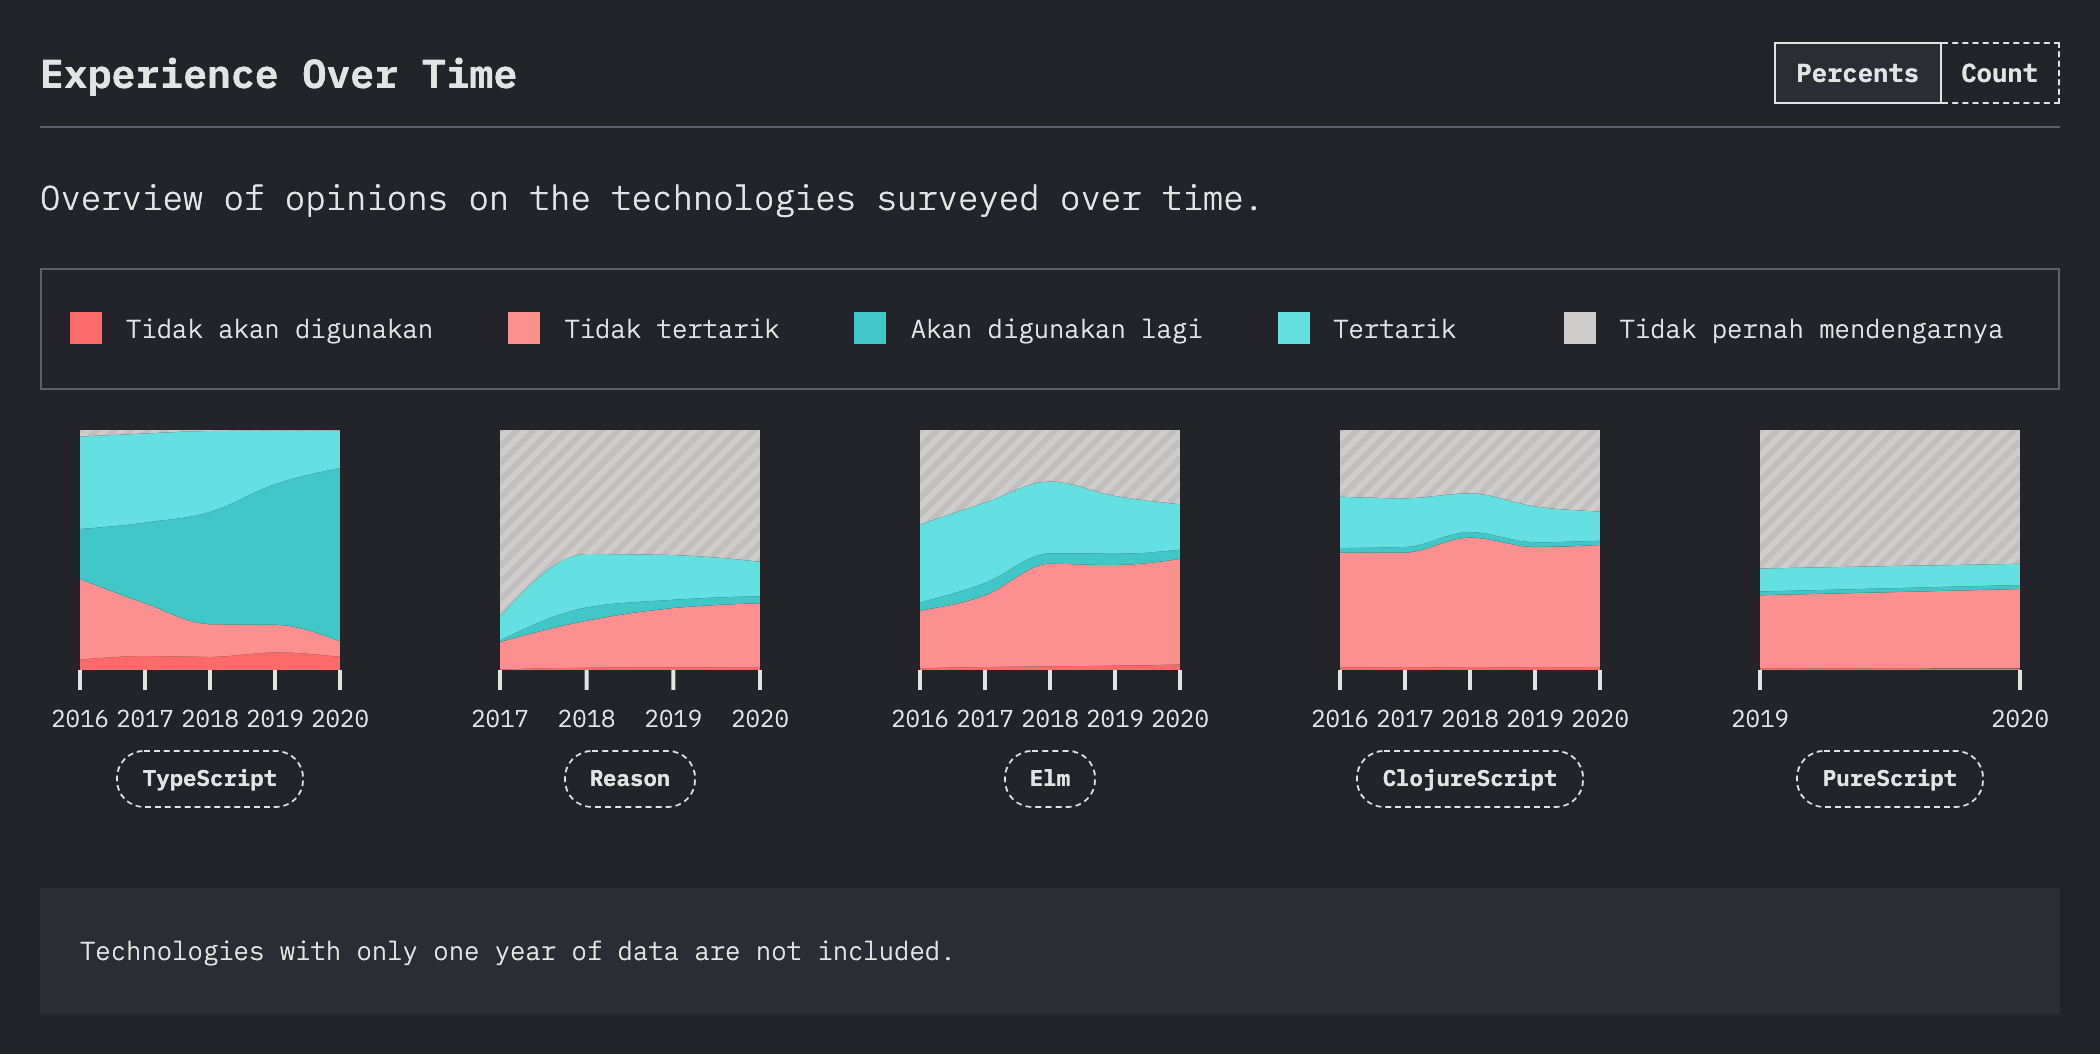 Experience Over Time
Percents Count
Overview of opinions on the technologies surveyed over time.
Tidak akan digunakan Tidak tertarik Akan digunakan lagi Tertarik Tidak pernah mendengarnya
2016 2017 2018 2019 2020
TypeScript
2017 2018 2019 2020
Reason
2016 2017 2018 2019 2020
Elm
2016 2017 2018 2019 2020
ClojureScript
2019 2020
PureScript
Technologies with only one year of data are not included.